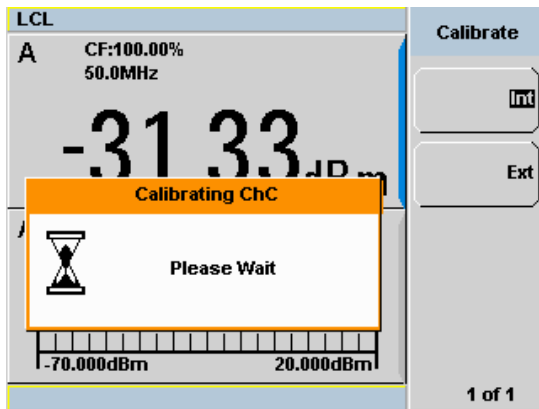 LCL
A
CF:100.00%
50.0MHz
-31.33
Calibrating ChC
Please Wait
-70.000dBm 20.000dBm
Calibrate
Int
Ext
1 of 1